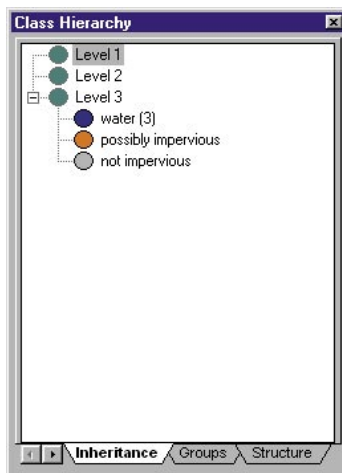 Class Hierarchy
Level 1
Level 2
Level 3
water (3)
possibly impervious
not impervious
Inheritance Groups Structure